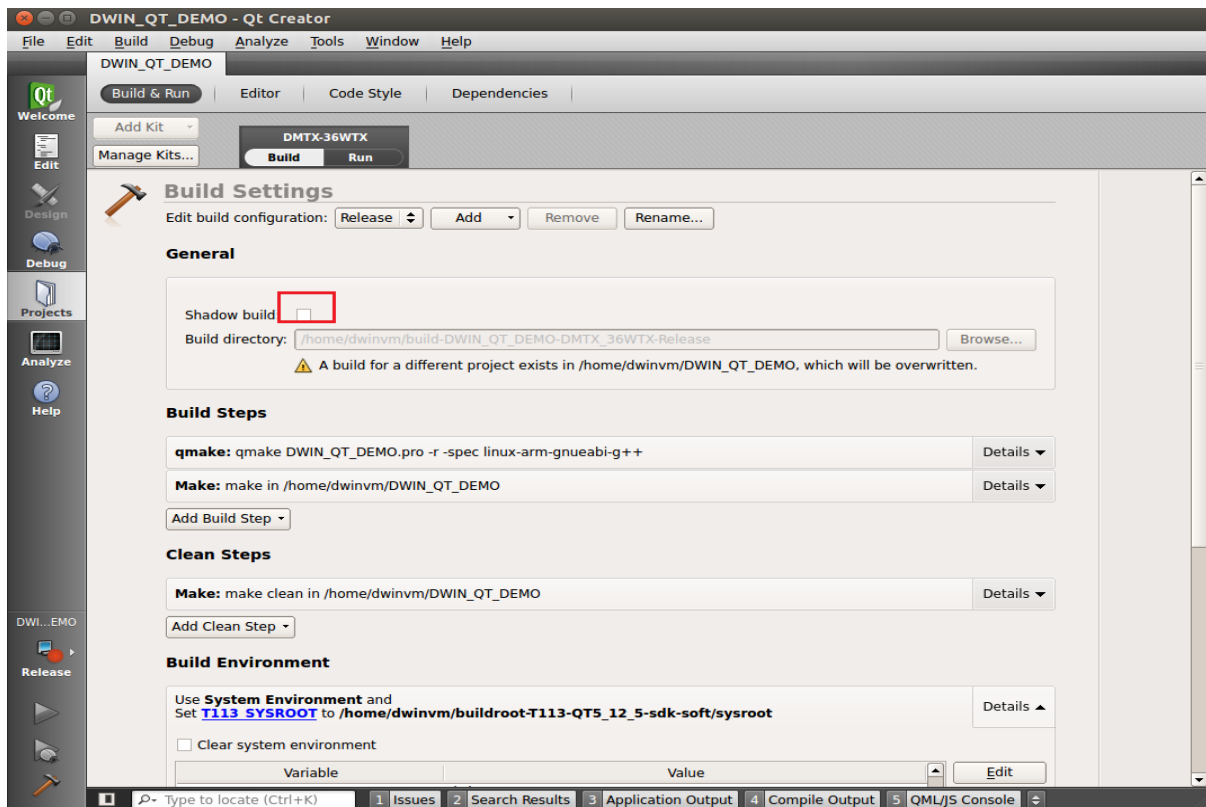 DWIN_QT_DEMO - Qt Creator
File Edit Build Debug Analyze Tools Window Help
DWIN_QT_DEMO
Build & Run Editor Code Style Dependencies
Qt
Welcome
Edit
Design
Debug
Projects
Analyze
Help
Add Kit
Manage Kits...
DMTX-36WTX
Build Run
Build Settings
Edit build configuration: Release Add Remove Rename...
General
Shadow build
Build directory: /home/dwinvm/build-DWIN_QT_DEMO-DMTX_36WTX-Release Browse...
A build for a different project exists in /home/dwinvm/DWIN_QT_DEMO, which will be overwritten.
Build Steps
qmake: qmake DWIN_QT_DEMO.pro -r -spec linux-arm-gnueabi-g++ Details
Make: make in /home/dwinvm/DWIN_QT_DEMO Details
Add Build Step
Clean Steps
Make: make clean in /home/dwinvm/DWIN_QT_DEMO Details
Add Clean Step
Build Environment
Use System Environment and
Set T113_SYSROOT to /home/dwinvm/buildroot-T113-QT5_12_5-sdk-soft/sysroot
Details
Clear system environment
Variable Value
Edit
DWI...EMO
Release
Type to locate (Ctrl+K) 1 Issues 2 Search Results 3 Application Output 4 Compile Output 5 QML/JS Console